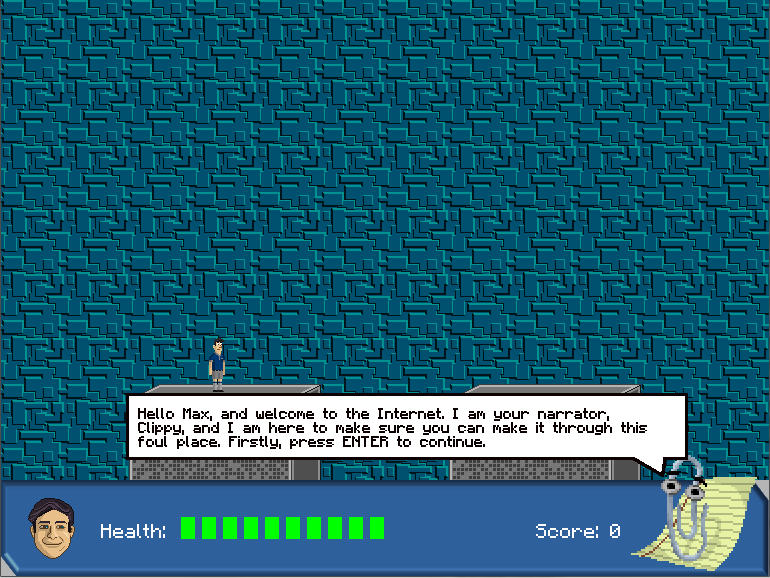 Hello Max, and welcome to the Internet. I am your narrator,
Clippy, and I am here to make sure you can make it through this
foul place. Firstly, press ENTER to continue.
Health:
Score: 0